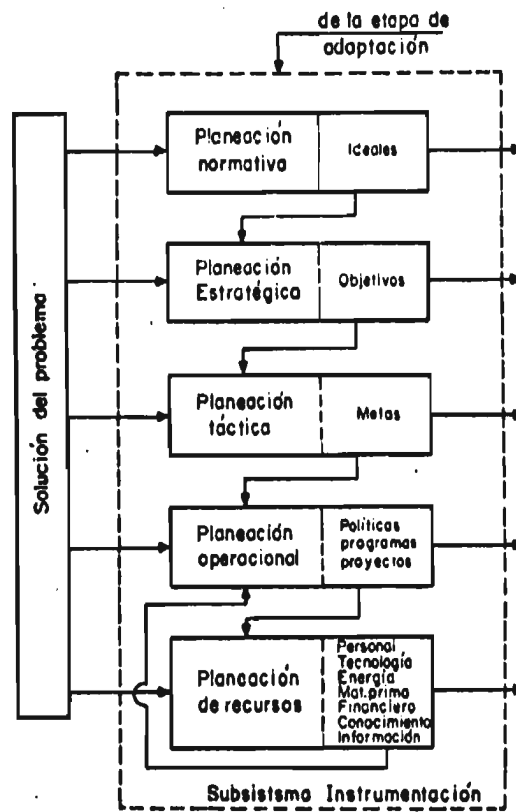 de la etapa de
adaptación
Solución del problema
Planeación
normativa
Ideales
Planeación
Estratégica
Objetivos
Planeación
táctica
Metas
Planeación
operacional
Políticas
programas
proyectos
Planeación
de recursos
Personal
Tecnología
Energía
Mat.prima
Financiero
Conocimiento
Información
Subsistsma Instrumentación